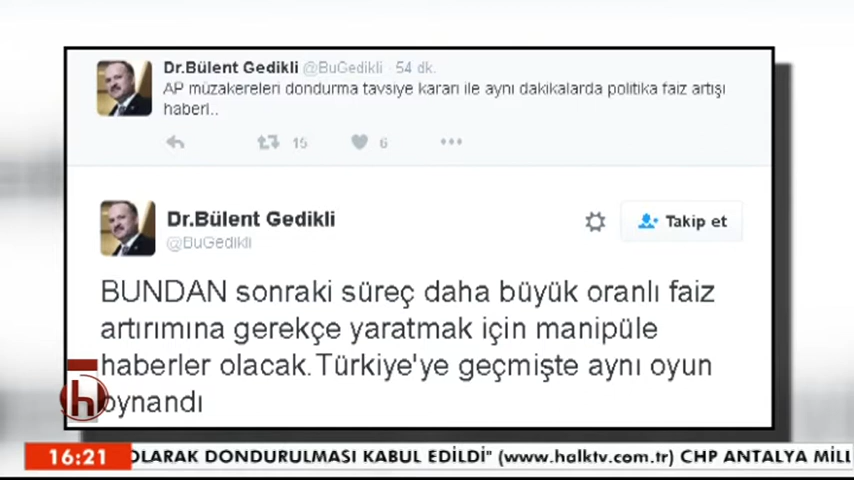 Dr.Bülent Gedikli @BuGedikli · 54 dk.
AP müzakereleri dondurma tavsiye kararı ile aynı dakikalarda politika faiz artışı
haberi..
15 6
Dr.Bülent Gedikli
@BuGedikli
Takip et
BUNDAN sonraki süreç daha büyük oranlı faiz
artırımına gerekçe yaratmak için manipüle
haberler olacak.Türkiye'ye geçmişte aynı oyun
oynandı
h
16:21 OLARAK DONDURULMASI KABUL EDİLDİ" (www.halktv.com.tr) CHP ANTALYA MİLL